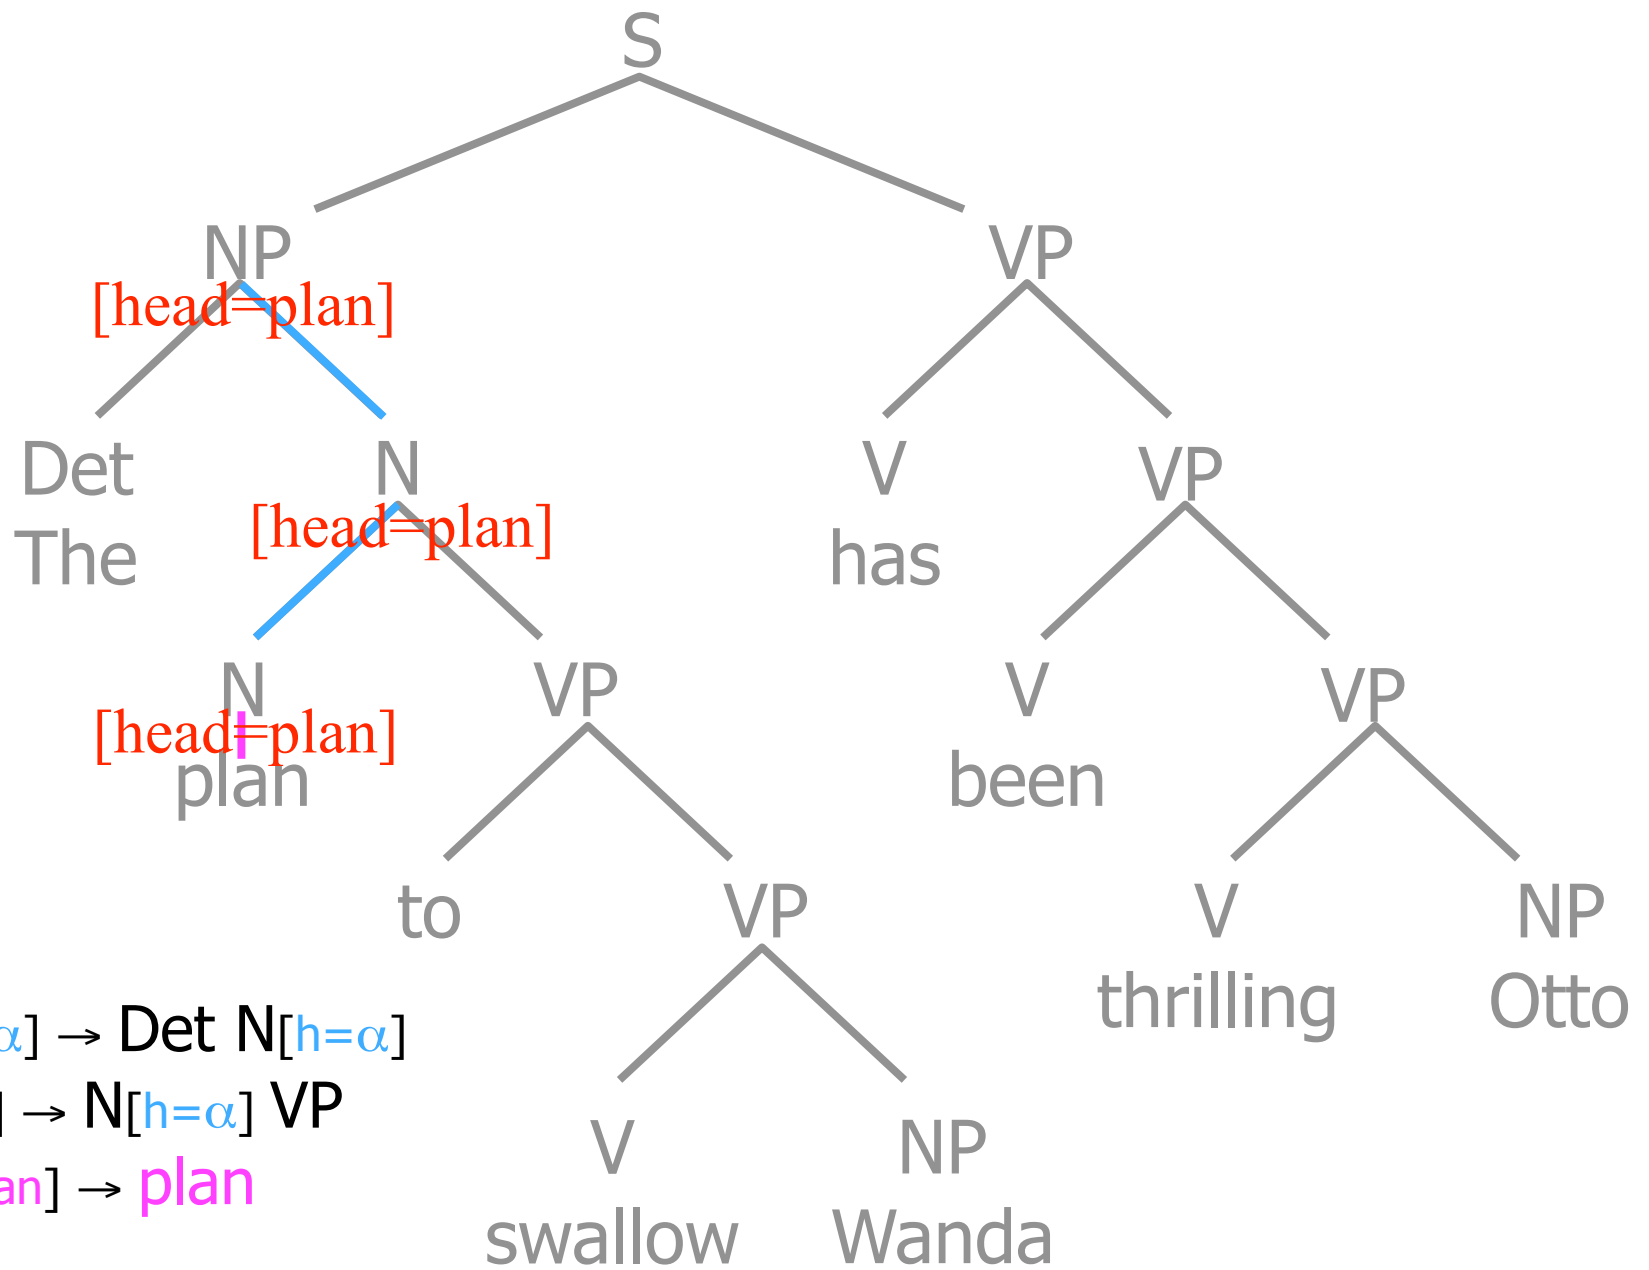 S
NP VP
[head=plan]
Det N V VP
The [head=plan] has
N VP V VP
[head=plan]
plan been
to VP V NP
thrilling Otto
α] → Det N[h=α]
] → N[h=α] VP
an] → plan
V NP
swallow Wanda